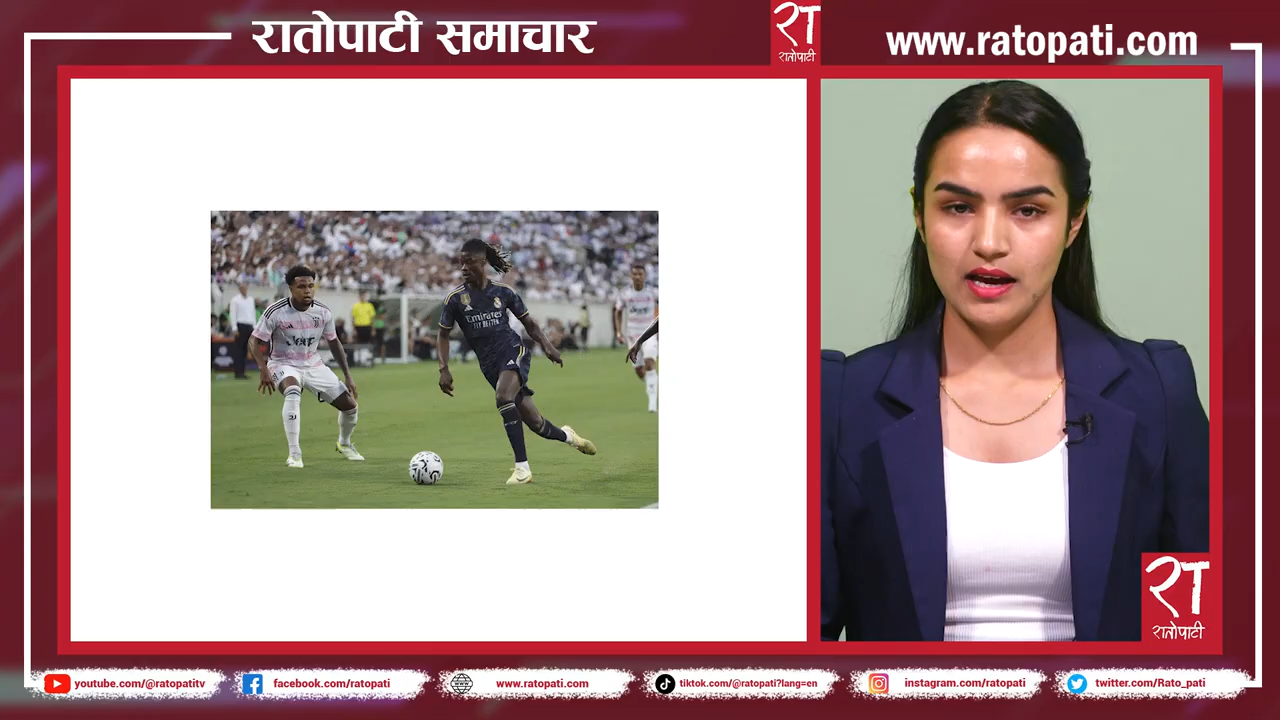 रातोपाटी समाचार
रा
रातोपाटी
www.ratopati.com
Jeep
Emirates
FLY BETTER
रा
रातोपाटी
youtube.com/@ratopatitv
facebook.com/ratopati
www.ratopati.com
tiktok.com/@ratopati?lang=en
instagram.com/ratopati
twitter.com/Rato_pati